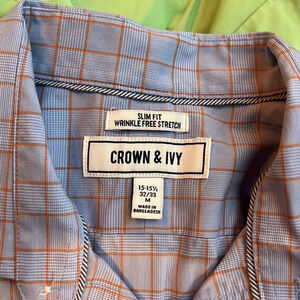 SLIM FIT
WRINKLE FREE STRETCH
CROWN & IVY
15-15½
32/33
M
MADE IN
BANGLADESH